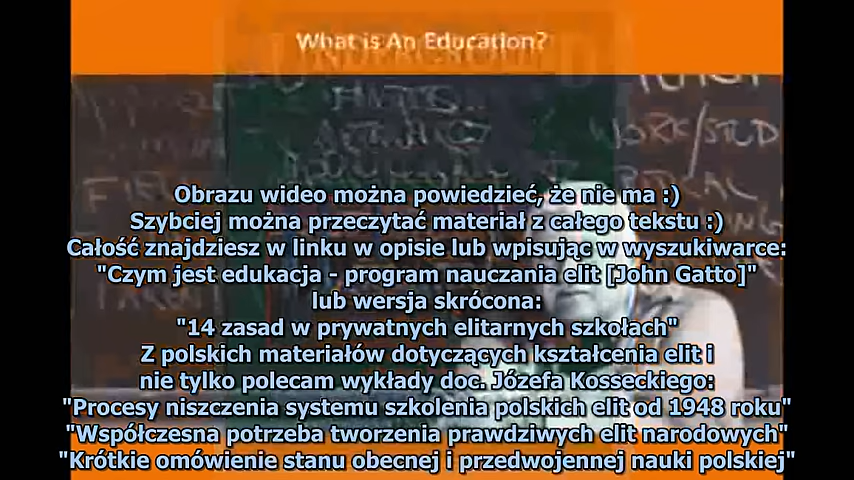 What is An Education?
WORK/STUD
Obrazu wideo można powiedzieć, że nie ma :)
Szybciej można przeczytać materiał z całego tekstu :)
Całość znajdziesz w linku w opisie lub wpisując w wyszukiwarce:
"Czym jest edukacja - program nauczania elit [John Gatto]"
lub wersja skrócona:
"14 zasad w prywatnych elitarnych szkołach"
Z polskich materiałów dotyczących kształcenia elit i
nie tylko polecam wykłady doc. Józefa Kosseckiego:
"Procesy niszczenia systemu szkolenia polskich elit od 1948 roku"
"Współczesna potrzeba tworzenia prawdziwych elit narodowych"
"Krótkie omówienie stanu obecnej i przedwojennej nauki polskiej"